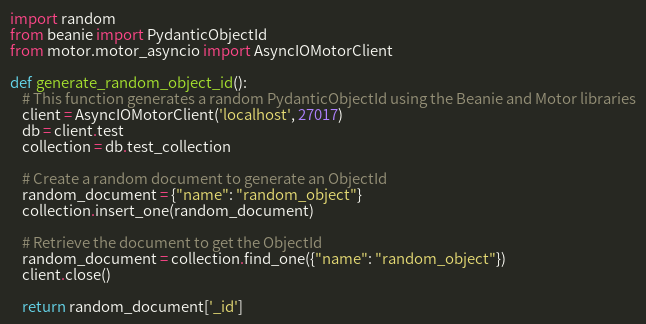 import random
from beanie import PydanticObjectId
from motor.motor_asyncio import AsyncIOMotorClient
def generate_random_object_id():
# This function generates a random PydanticObjectId using the Beanie and Motor libraries
client = AsyncIOMotorClient('localhost', 27017)
db = client.test
collection = db.test_collection
# Create a random document to generate an ObjectId
random_document = {"name": "random_object"}
collection.insert_one(random_document)
# Retrieve the document to get the ObjectId
random_document = collection.find_one({"name": "random_object"})
client.close()
return random_document['_id']